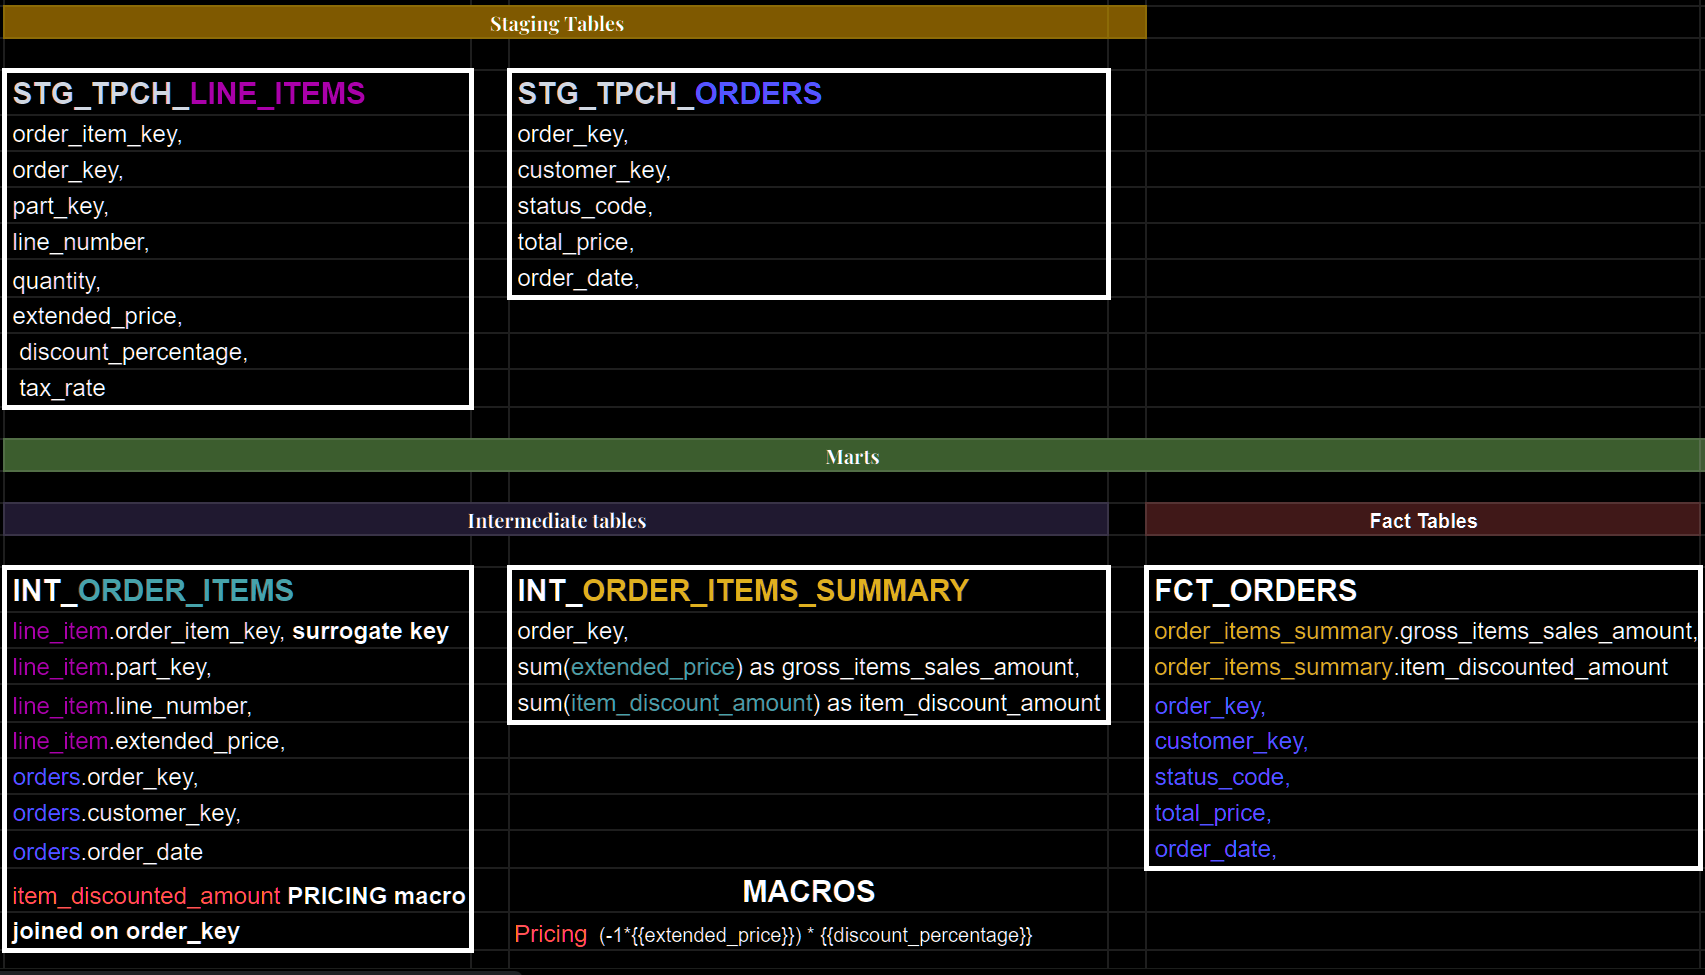 Staging Tables
STG_TPCH_LINE_ITEMS
order_item_key,
order_key,
part_key,
line_number,
quantity,
extended_price,
discount_percentage,
tax_rate
STG_TPCH_ORDERS
order_key,
customer_key,
status_code,
total_price,
order_date,
Marts
Intermediate tables
Fact Tables
INT_ORDER_ITEMS
line_item.order_item_key, surrogate key
line_item.part_key,
line_item.line_number,
line_item.extended_price,
orders.order_key,
orders.customer_key,
orders.order_date
item_discounted_amount PRICING macro
joined on order_key
INT_ORDER_ITEMS_SUMMARY
order_key,
sum(extended_price) as gross_items_sales_amount,
sum(item_discount_amount) as item_discount_amount
MACROS
Pricing (-1*{{extended_price}}) * {{discount_percentage}}
FCT_ORDERS
order_items_summary.gross_items_sales_amount,
order_items_summary.item_discounted_amount
order_key,
customer_key,
status_code,
total_price,
order_date,